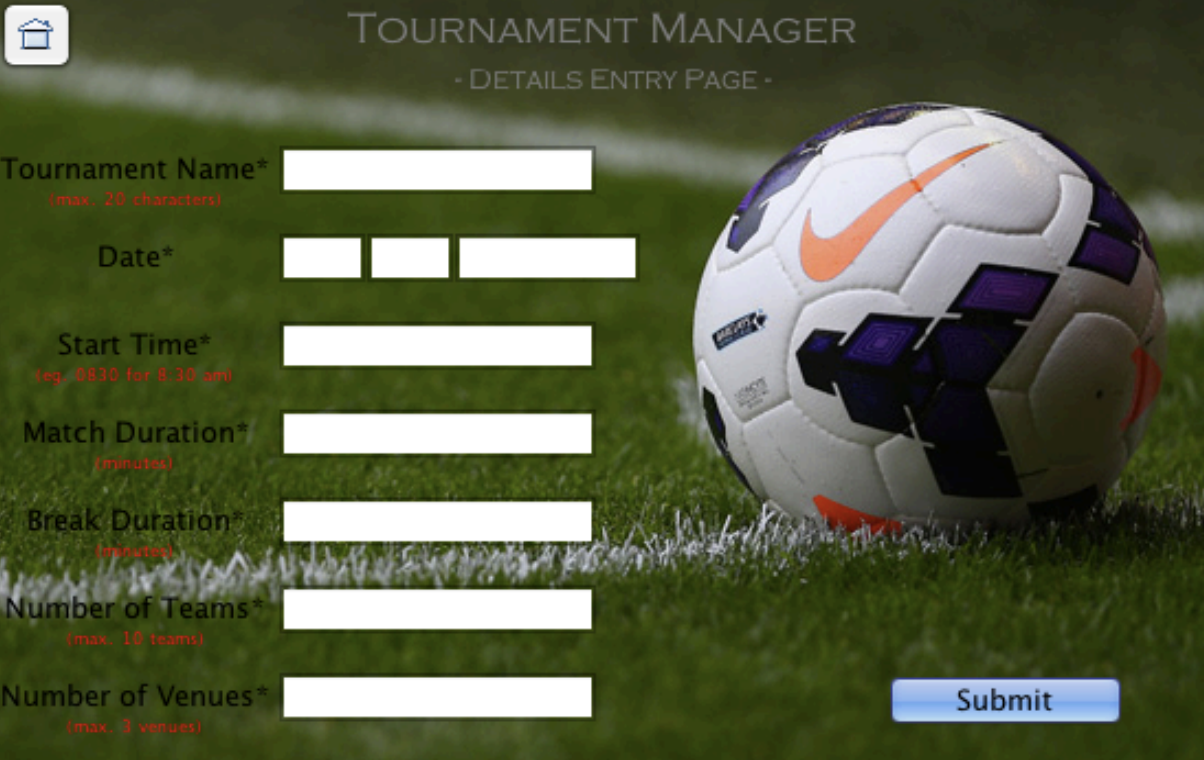 Tournament Manager
- Details Entry Page -
Tournament Name*
(max. 20 characters)
Date*
Start Time*
(eg. 0830 for 8:30 am)
Match Duration*
(minutes)
Break Duration*
(minutes)
Number of Teams*
(max. 10 teams)
Number of Venues*
(max. 3 venues)
Submit
BARCLAYS